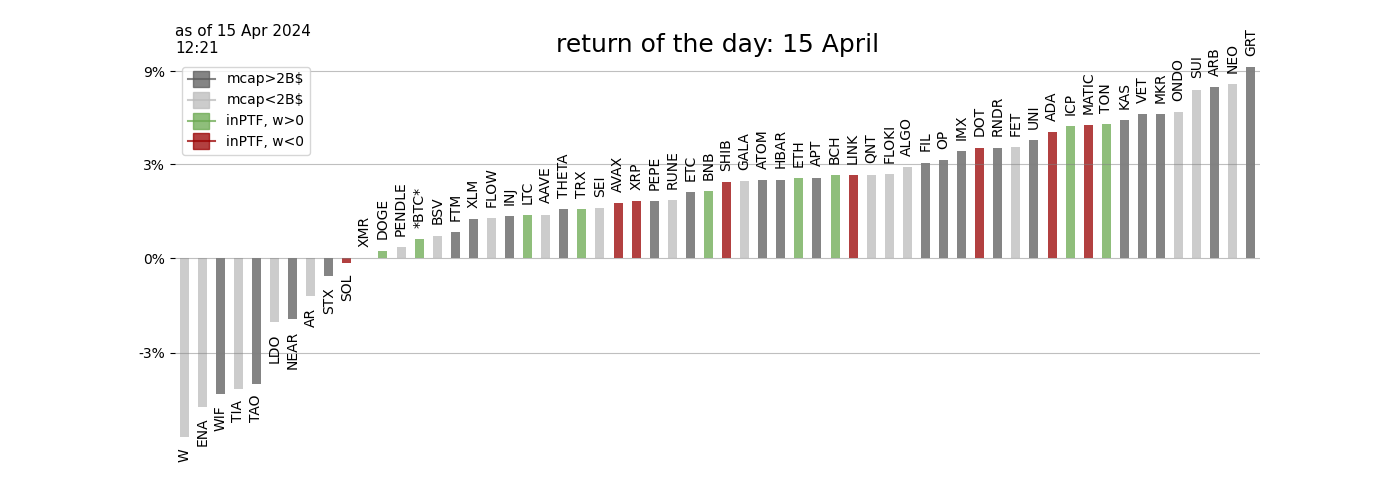 as of 15 Apr 2024
12:21
return of the day: 15 April
mcap>2B$
mcap<2B$
inPTF, w>0
inPTF, w<0
9%
3%
0%
-3%
W
ENA
WIF
TIA
TAO
LDO
NEAR
AR
STX
SOL
XMR
DOGE
PENDLE
*BTC*
BSV
FTM
XLM
FLOW
INJ
LTC
AAVE
THETA
TRX
SEI
AVAX
XRP
PEPE
RUNE
ETC
BNB
SHIB
GALA
ATOM
HBAR
ETH
APT
BCH
LINK
QNT
FLOKI
ALGO
FIL
OP
IMX
DOT
RNDR
FET
UNI
ADA
ICP
MATIC
TON
KAS
VET
MKR
ONDO
SUI
ARB
NEO
GRT